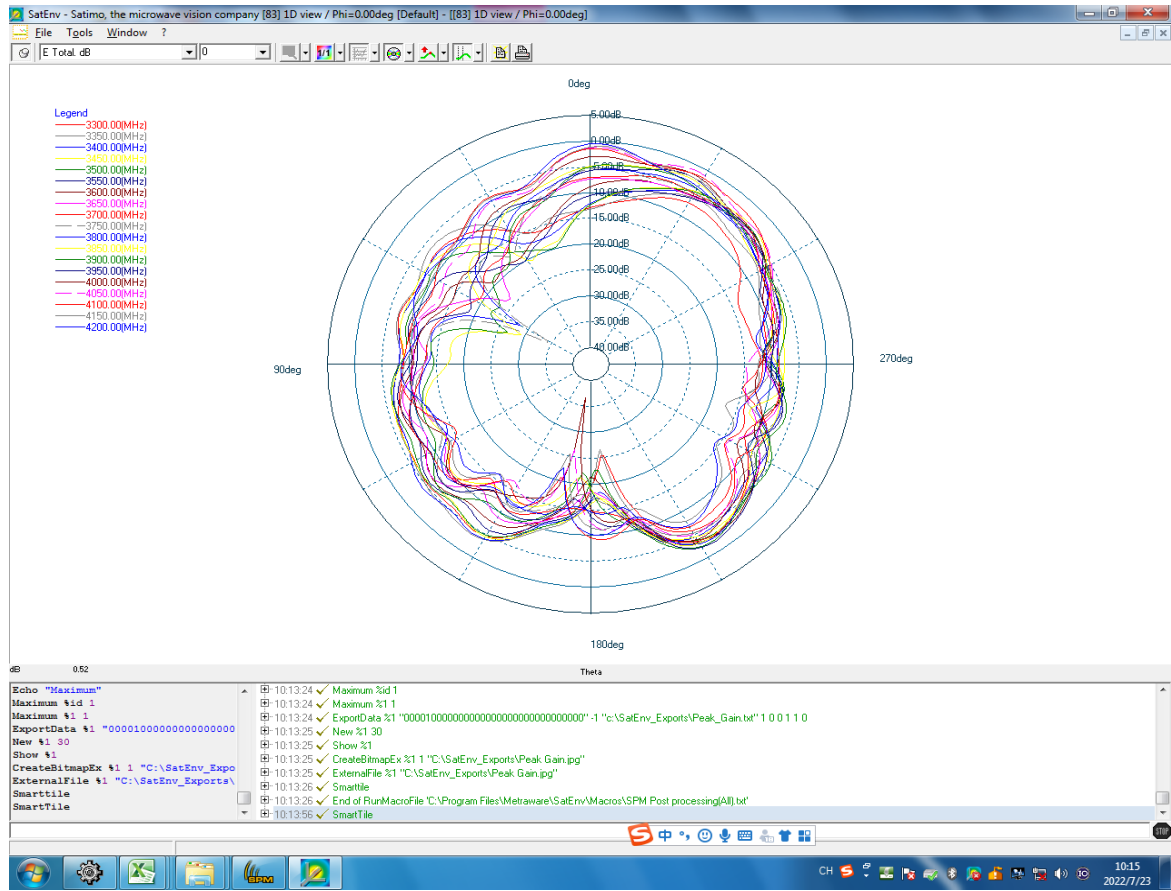 SatEnv - Satimo, the microwave vision company [83] 1D view / Phi=0.00deg [Default] - [[83] 1D view / Phi=0.00deg]
File Tools Window ?
E Total dB 0 1/1
0deg
Legend
3300.00(MHz)
3350.00(MHz)
3400.00(MHz)
3450.00(MHz)
3500.00(MHz)
3550.00(MHz)
3600.00(MHz)
3650.00(MHz)
3700.00(MHz)
3750.00(MHz)
3800.00(MHz)
3850.00(MHz)
3900.00(MHz)
3950.00(MHz)
4000.00(MHz)
4050.00(MHz)
4100.00(MHz)
4150.00(MHz)
4200.00(MHz)
5.00dB
0.00dB
-5.00dB
-10.00dB
-15.00dB
-20.00dB
-25.00dB
-30.00dB
-35.00dB
-40.00dB
90deg
270deg
180deg
dB 0.52 Theta
Echo "Maximum"
Maximum %id 1
Maximum %1 1
ExportData %1 "00001000000000000000
New %1 30
Show %1
CreateBitmapEx %1 1 "C:\SatEnv_Expo
ExternalFile %1 "C:\SatEnv_Exports\
Smarttile
SmartTile
10:13:24 Maximum %id 1
10:13:24 Maximum %1 1
10:13:24 ExportData %1 "00001000000000000000000000000000" -1 "c:\SatEnv_Exports\Peak_Gain.txt" 1 0 0 1 1 0
10:13:25 New %1 30
10:13:25 Show %1
10:13:25 CreateBitmapEx %1 1 "C:\SatEnv_Exports\Peak Gain.jpg"
10:13:25 ExternalFile %1 "C:\SatEnv_Exports\Peak Gain.jpg"
10:13:26 Smarttile
10:13:26 End of RunMacroFile 'C:\Program Files\Metraware\SatEnv\Macros\SPM Post processing(All).txt'
10:13:56 SmartTile
S 中
STOP
SPM
CH S
10:15
2022/7/23